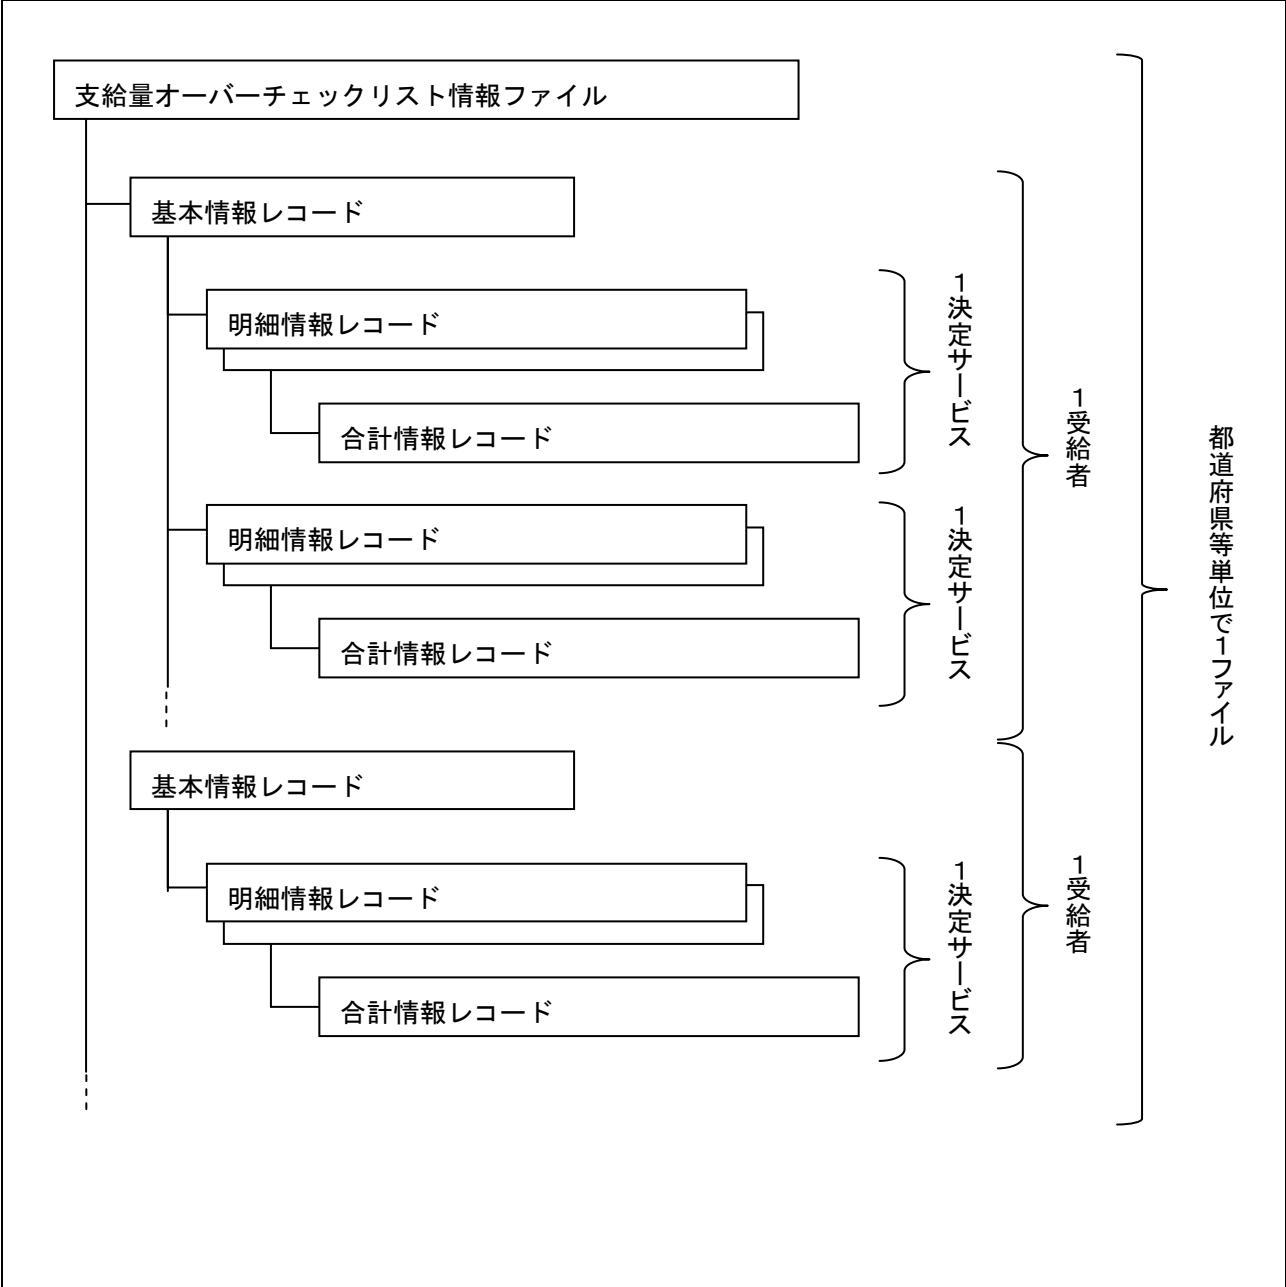 支給量オーバーチェックリスト情報ファイル
基本情報レコード
明細情報レコード
合計情報レコード
１決定サービス
明細情報レコード
合計情報レコード
１決定サービス
１受給者
基本情報レコード
明細情報レコード
合計情報レコード
１決定サービス
１受給者
都道府県等単位で１ファイル